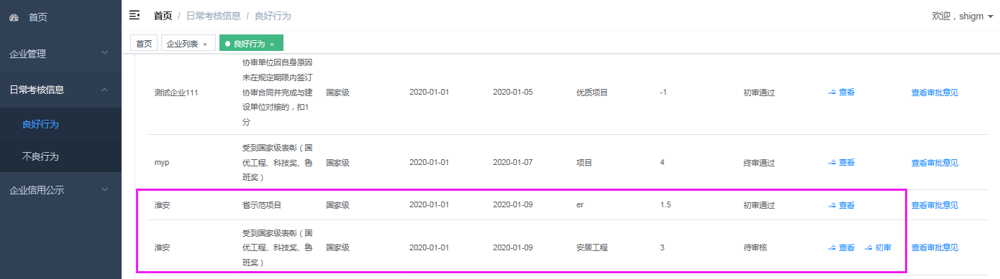 首页
企业管理
日常考核信息
良好行为
不良行为
企业信用公示
首页 / 日常考核信息 / 良好行为
欢迎，shigm
首页 企业列表 × 良好行为 ×
协审单位因自身原因
未在规定期限内签订
测试企业111 协审合同并完成与建 国家级 2020-01-01 2020-01-05 优质项目 -1 初审通过 查看 查看审批意见
设单位对接的，扣1
分
受到国家级表彰（国
myp 优工程、科技奖、鲁 国家级 2020-01-01 2020-01-07 项目 4 终审通过 查看 查看审批意见
班奖）
淮安 省示范项目 国家级 2020-01-01 2020-01-09 er 1.5 初审通过 查看 查看审批意见
受到国家级表彰（国
淮安 优工程、科技奖、鲁 国家级 2020-01-01 2020-01-09 安居工程 3 待审核 查看 初审 查看审批意见
班奖）